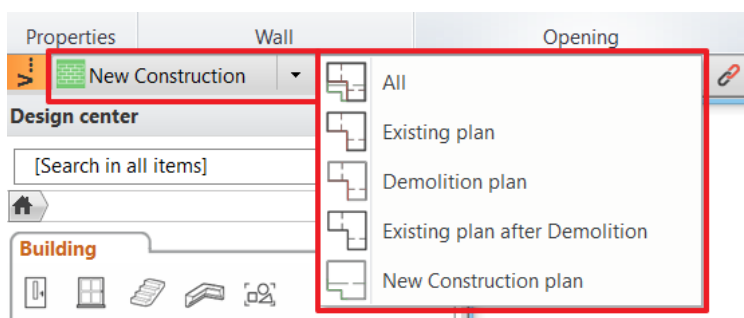 Properties Wall Opening
V... New Construction
All
Design center
Existing plan
[Search in all items]
Demolition plan
Existing plan after Demolition
Building
New Construction plan